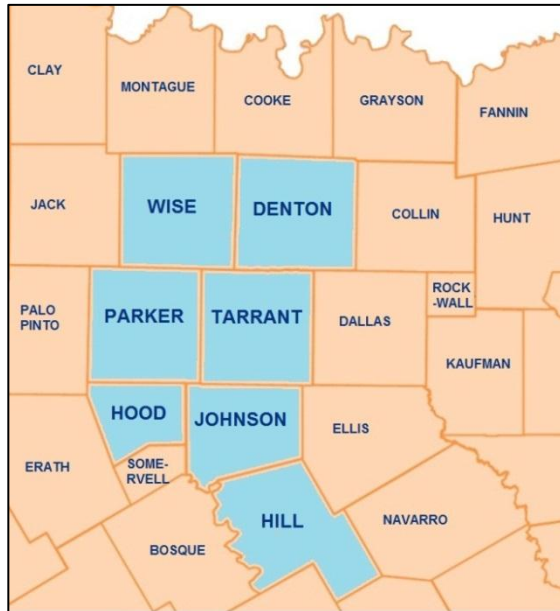 CLAY
MONTAGUE
COOKE
GRAYSON
FANNIN
JACK
WISE
DENTON
COLLIN
HUNT
PALO
PINTO
PARKER
TARRANT
DALLAS
ROCK
-WALL
KAUFMAN
HOOD
JOHNSON
ELLIS
ERATH
SOME-
RVELL
HILL
NAVARRO
BOSQUE